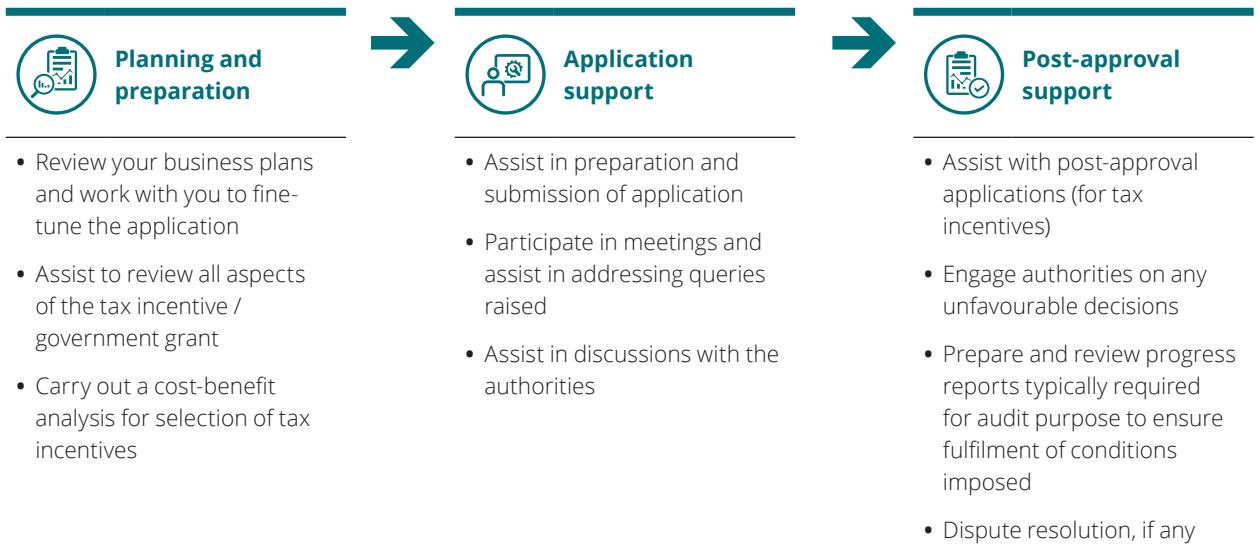 Planning and
preparation
• Review your business plans
and work with you to fine-
tune the application
• Assist to review all aspects
of the tax incentive /
government grant
• Carry out a cost-benefit
analysis for selection of tax
incentives
Application
support
• Assist in preparation and
submission of application
• Participate in meetings and
assist in addressing queries
raised
• Assist in discussions with the
authorities
Post-approval
support
• Assist with post-approval
applications (for tax
incentives)
• Engage authorities on any
unfavourable decisions
• Prepare and review progress
reports typically required
for audit purpose to ensure
fulfilment of conditions
imposed
• Dispute resolution, if any